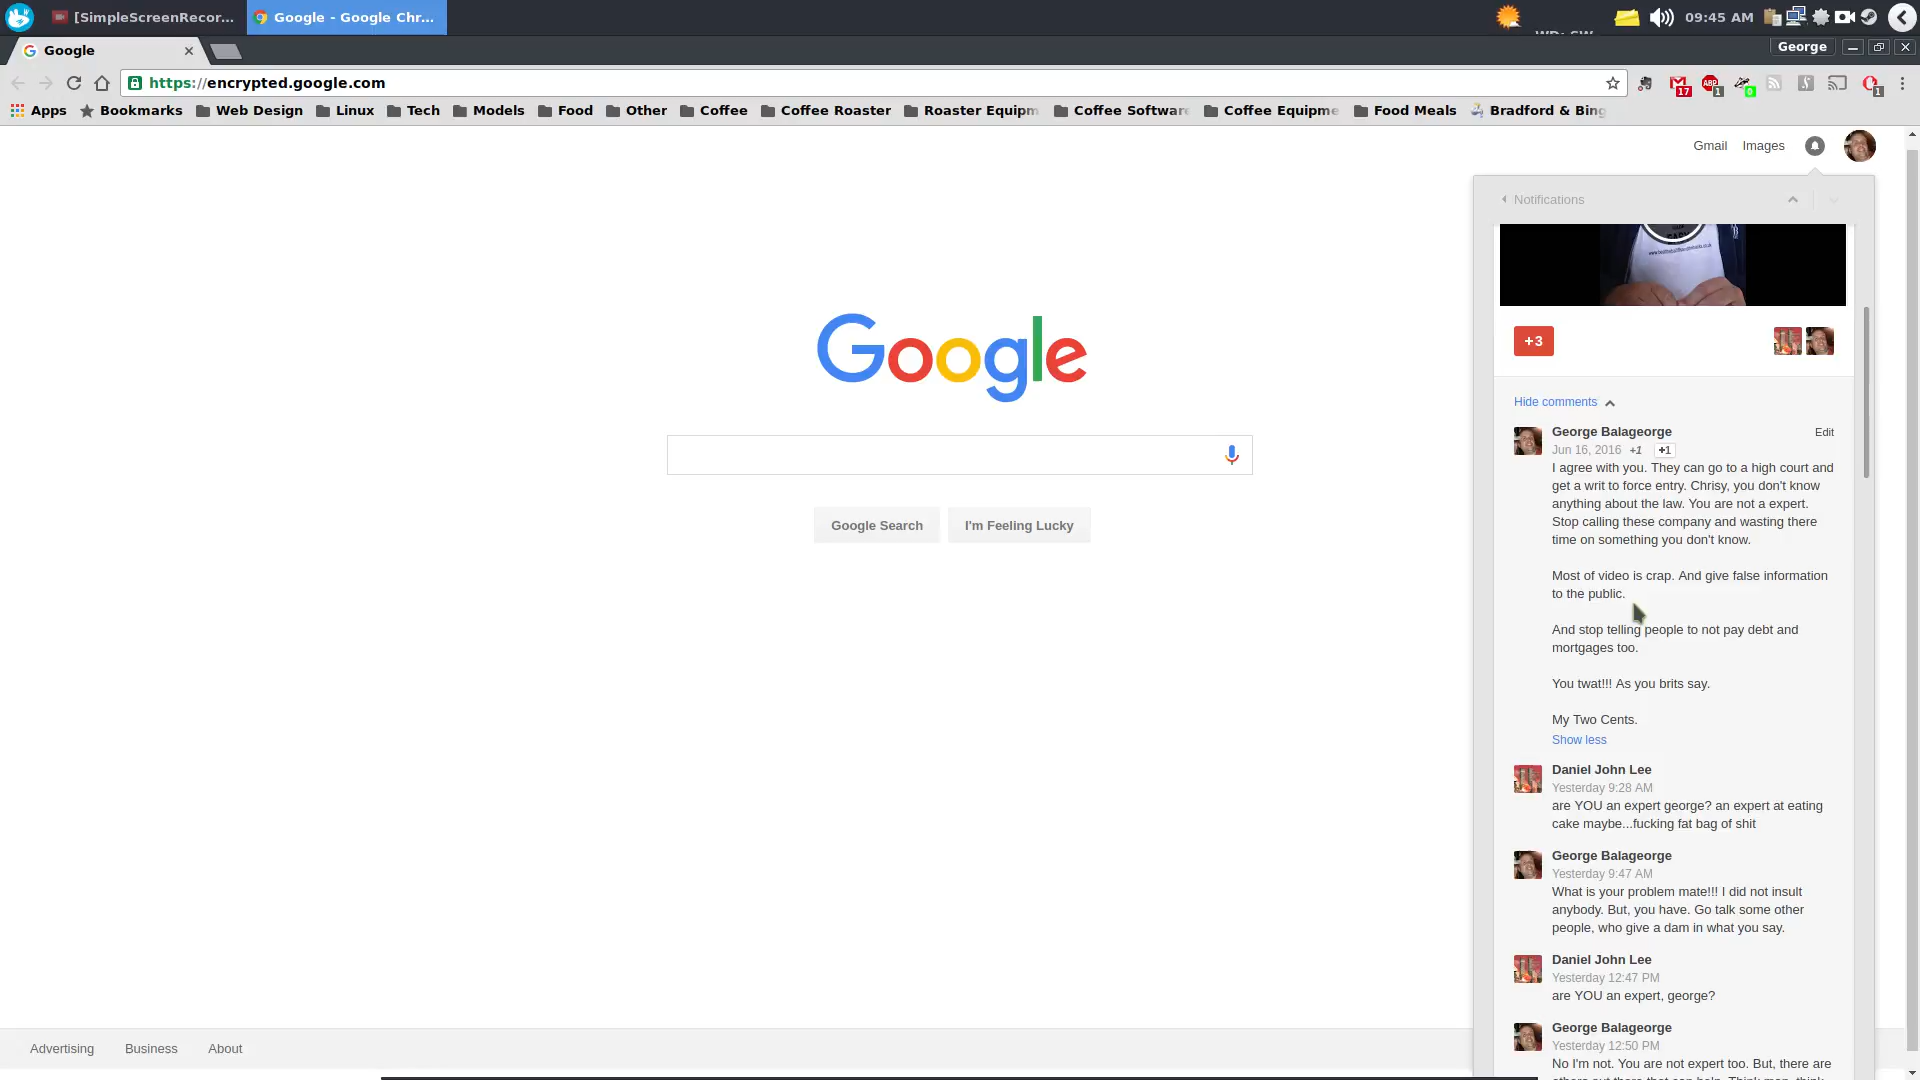 [SimpleScreenRecor...
Google - Google Chr...
09:45 AM
Google
George
https://encrypted.google.com
17
1
0
1
Apps
Bookmarks
Web Design
Linux
Tech
Models
Food
Other
Coffee
Coffee Roaster
Roaster Equipm
Coffee Software
Coffee Equipme
Food Meals
Bradford & Bing
Gmail
Images
Google
Google Search
I'm Feeling Lucky
Advertising
Business
About
Notifications
+3
Hide comments
George Balageorge
Edit
Jun 16, 2016 +1 +1
I agree with you. They can go to a high court and
get a writ to force entry. Chrisy, you don't know
anything about the law. You are not a expert.
Stop calling these company and wasting there
time on something you don't know.
Most of video is crap. And give false information
to the public.
And stop telling people to not pay debt and
mortgages too.
You twat!!! As you brits say.
My Two Cents.
Show less
Daniel John Lee
Yesterday 9:28 AM
are YOU an expert george? an expert at eating
cake maybe...fucking fat bag of shit
George Balageorge
Yesterday 9:47 AM
What is your problem mate!!! I did not insult
anybody. But, you have. Go talk some other
people, who give a dam in what you say.
Daniel John Lee
Yesterday 12:47 PM
are YOU an expert, george?
George Balageorge
Yesterday 12:50 PM
No I'm not. You are not expert too. But, there are